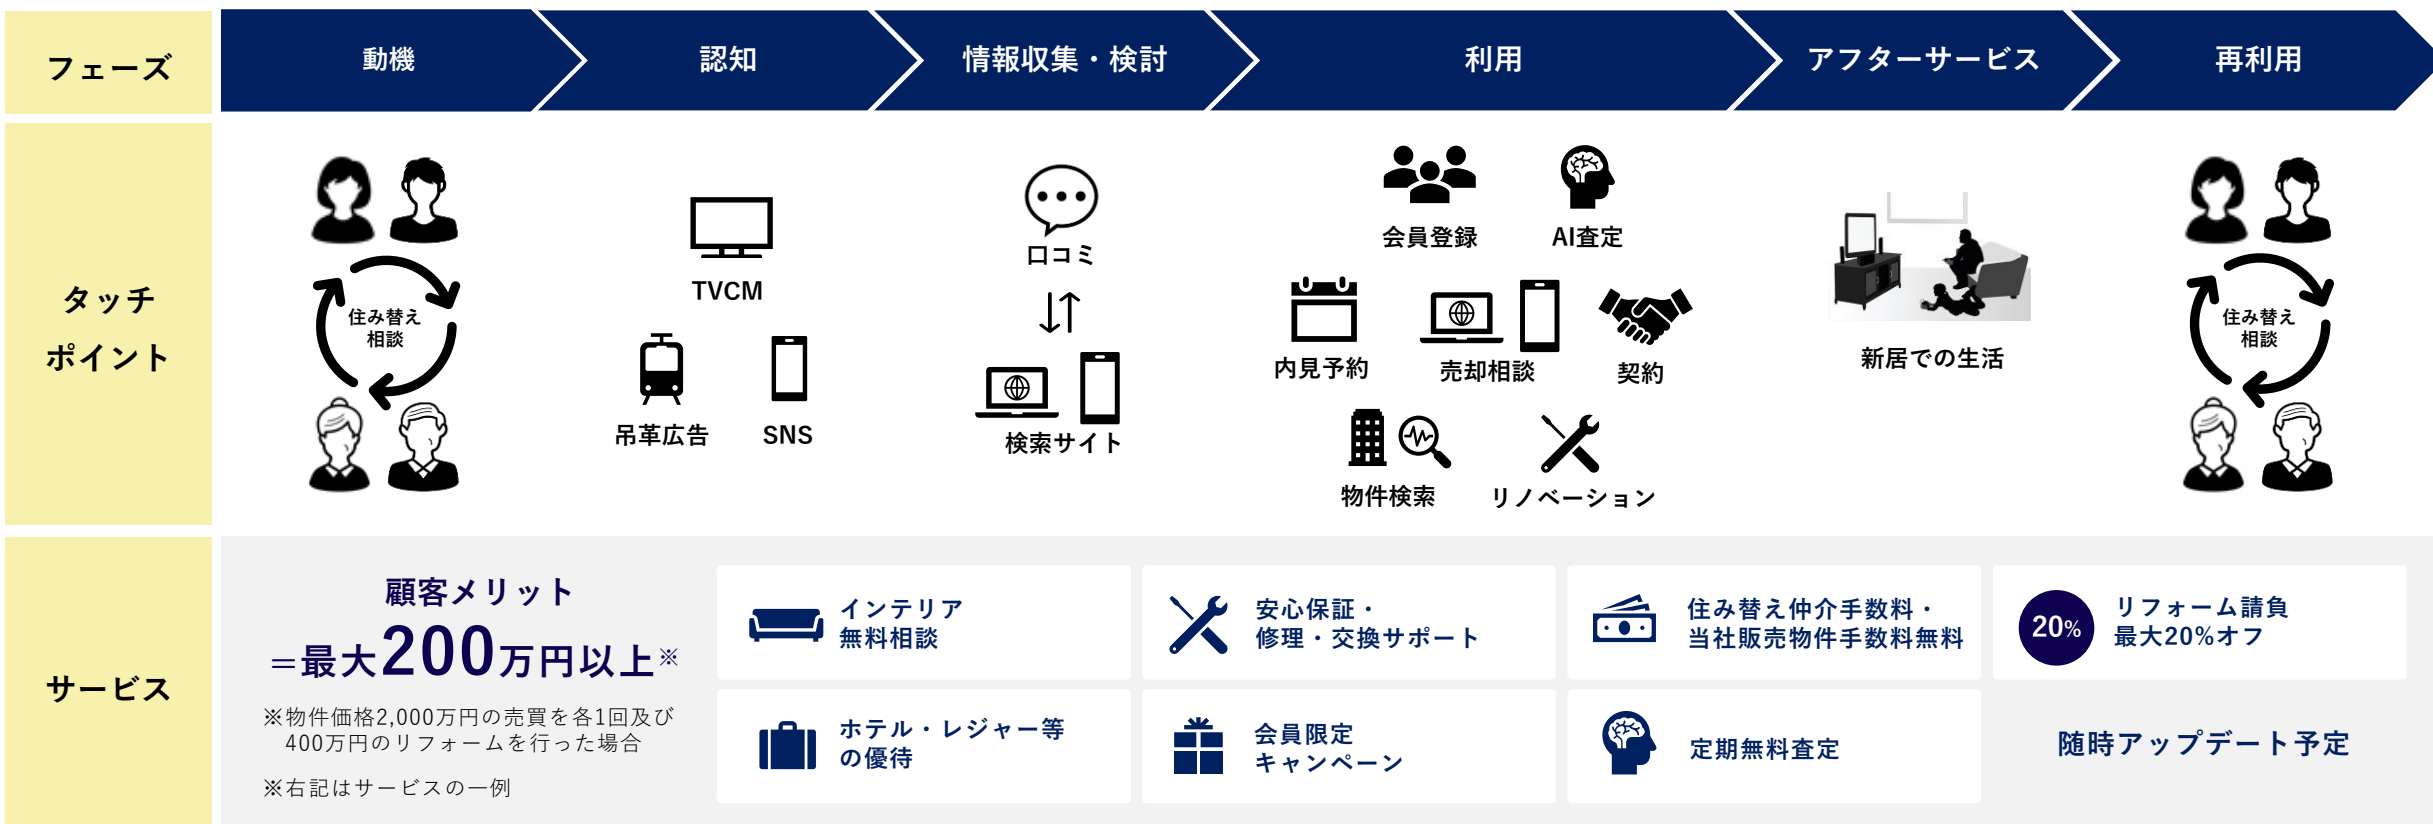 フェーズ
動機
認知
情報収集・検討
利用
アフターサービス
再利用
タッチ
ポイント
住み替え
相談
TVCM
吊革広告
SNS
口コミ
検索サイト
会員登録
AI査定
内見予約
売却相談
契約
物件検索
リノベーション
新居での生活
住み替え
相談
サービス
顧客メリット
＝最大200万円以上※
※物件価格2,000万円の売買を各1回及び
400万円のリフォームを行った場合
※右記はサービスの一例
インテリア
無料相談
安心保証・
修理・交換サポート
住み替え仲介手数料・
当社販売物件手数料無料
20%
リフォーム請負
最大20%オフ
ホテル・レジャー等
の優待
会員限定
キャンペーン
定期無料査定
随時アップデート予定